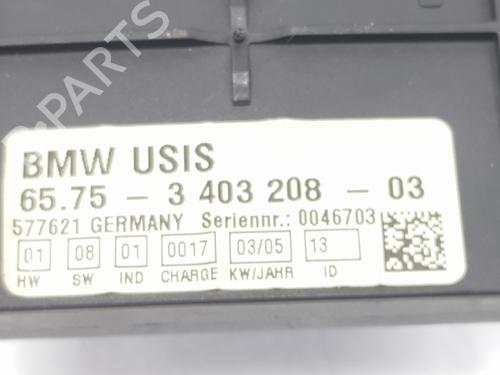 BMW USIS
65.75 - 3 403 208 - 03
577621 GERMANY Seriennr.: 0046703
01 08 01 0017 03/05 13
HW SW IND CHARGE KW/JAHR ID